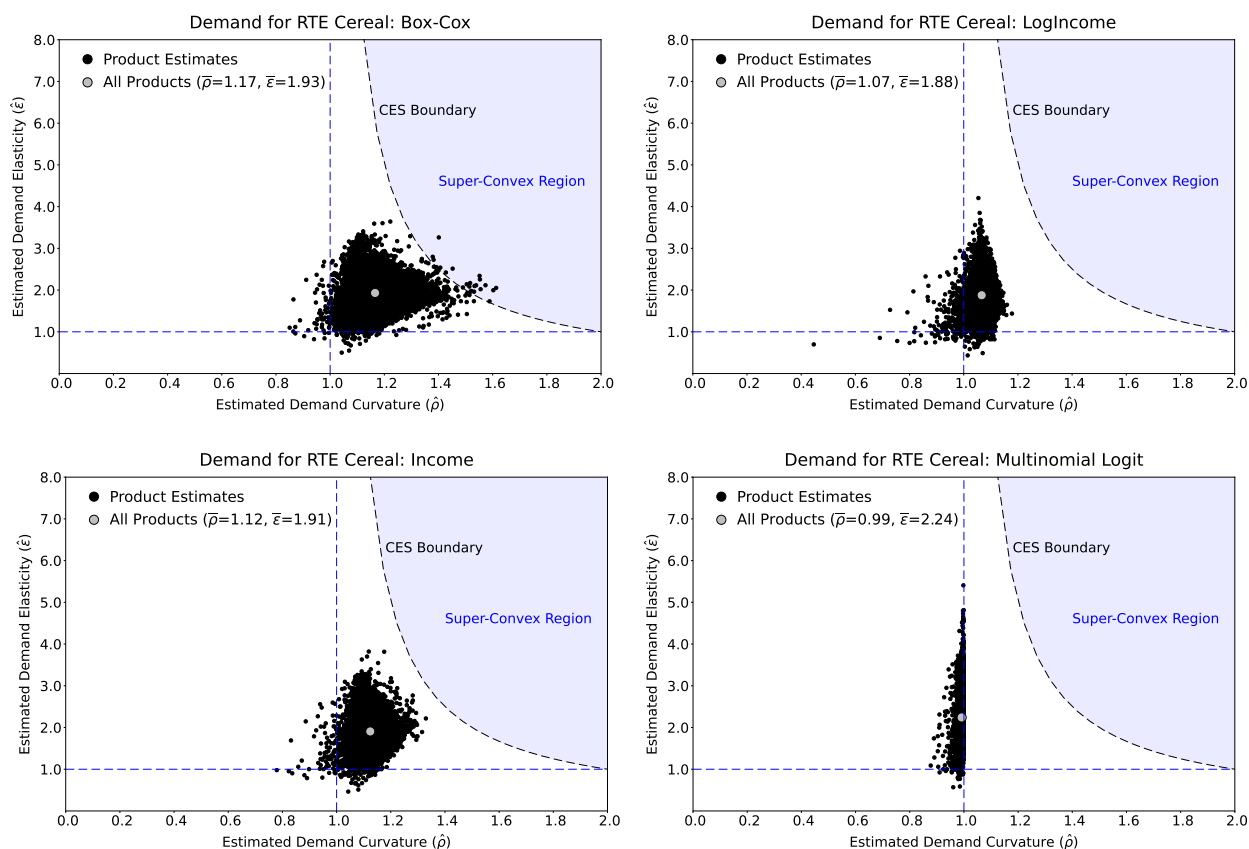 Demand for RTE Cereal: Box-Cox
8.0
7.0
6.0
5.0
4.0
3.0
2.0
1.0
Estimated Demand Elasticity (ε̂)
Product Estimates
All Products (ρ̅=1.17, ε̅=1.93)
CES Boundary
Super-Convex Region
0.0 0.2 0.4 0.6 0.8 1.0 1.2 1.4 1.6 1.8 2.0
Estimated Demand Curvature (ρ̂)
Demand for RTE Cereal: LogIncome
8.0
7.0
6.0
5.0
4.0
3.0
2.0
1.0
Estimated Demand Elasticity (ε̂)
Product Estimates
All Products (ρ̅=1.07, ε̅=1.88)
CES Boundary
Super-Convex Region
0.0 0.2 0.4 0.6 0.8 1.0 1.2 1.4 1.6 1.8 2.0
Estimated Demand Curvature (ρ̂)
Demand for RTE Cereal: Income
8.0
7.0
6.0
5.0
4.0
3.0
2.0
1.0
Estimated Demand Elasticity (ε̂)
Product Estimates
All Products (ρ̅=1.12, ε̅=1.91)
CES Boundary
Super-Convex Region
0.0 0.2 0.4 0.6 0.8 1.0 1.2 1.4 1.6 1.8 2.0
Estimated Demand Curvature (ρ̂)
Demand for RTE Cereal: Multinomial Logit
8.0
7.0
6.0
5.0
4.0
3.0
2.0
1.0
Estimated Demand Elasticity (ε̂)
Product Estimates
All Products (ρ̅=0.99, ε̅=2.24)
CES Boundary
Super-Convex Region
0.0 0.2 0.4 0.6 0.8 1.0 1.2 1.4 1.6 1.8 2.0
Estimated Demand Curvature (ρ̂)